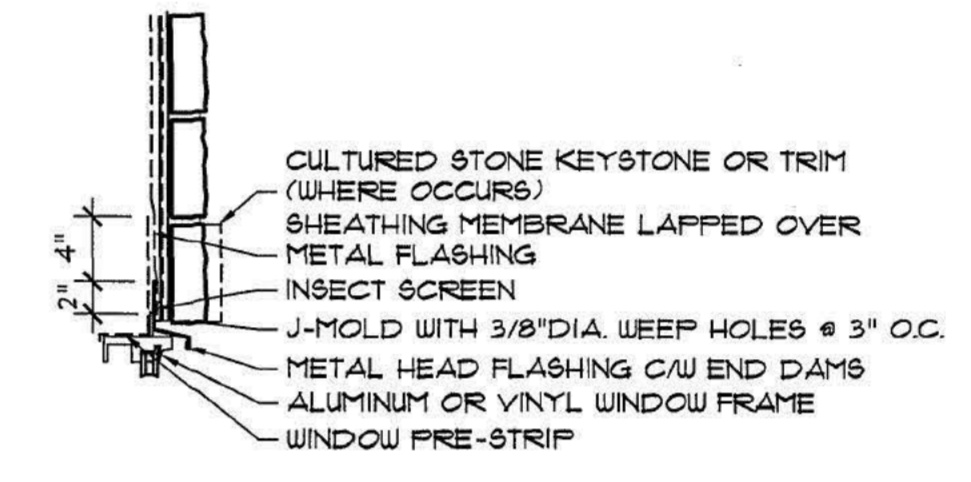 CULTURED STONE KEYSTONE OR TRIM
(WHERE OCCURS)
SHEATHING MEMBRANE LAPPED OVER
METAL FLASHING
4"
INSECT SCREEN
2"
J-MOLD WITH 3/8"DIA. WEEP HOLES @ 3" O.C.
METAL HEAD FLASHING C/W END DAMS
ALUMINUM OR VINYL WINDOW FRAME
WINDOW PRE-STRIP